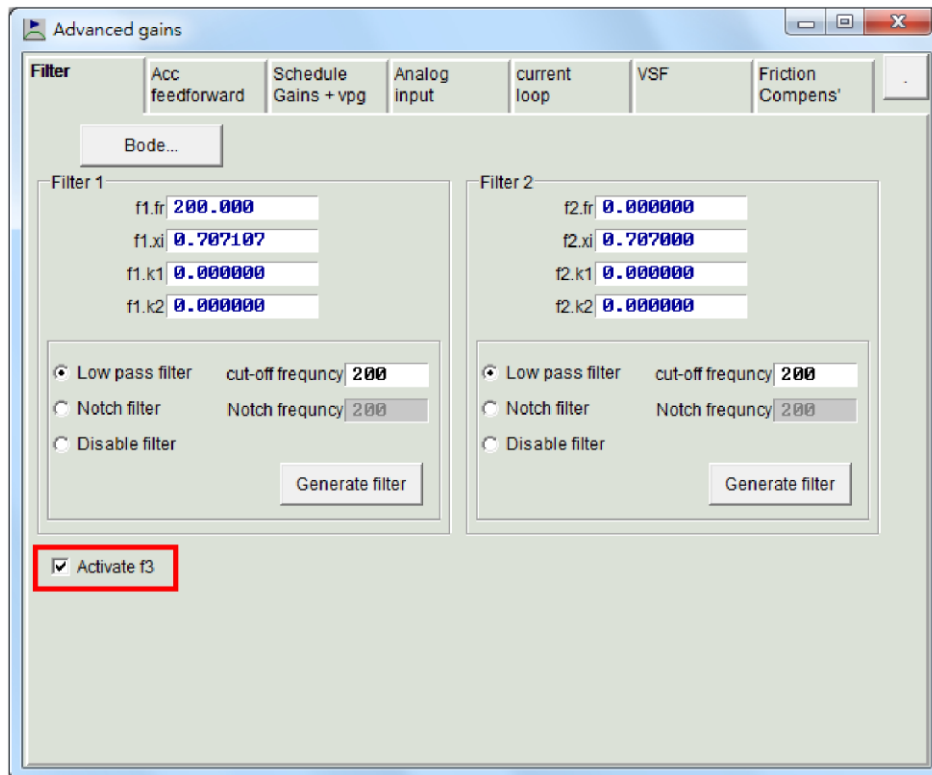 Advanced gains
Filter
Acc feedforward
Schedule Gains + vpg
Analog input
current loop
VSF
Friction Compens'
.
Bode...
Filter 1
f1.fr 200.000
f1.xi 0.707107
f1.k1 0.000000
f1.k2 0.000000
Low pass filter cut-off frequncy 200
Notch filter Notch frequncy 200
Disable filter
Generate filter
Filter 2
f2.fr 0.000000
f2.xi 0.707000
f2.k1 0.000000
f2.k2 0.000000
Low pass filter cut-off frequncy 200
Notch filter Notch frequncy 200
Disable filter
Generate filter
Activate f3